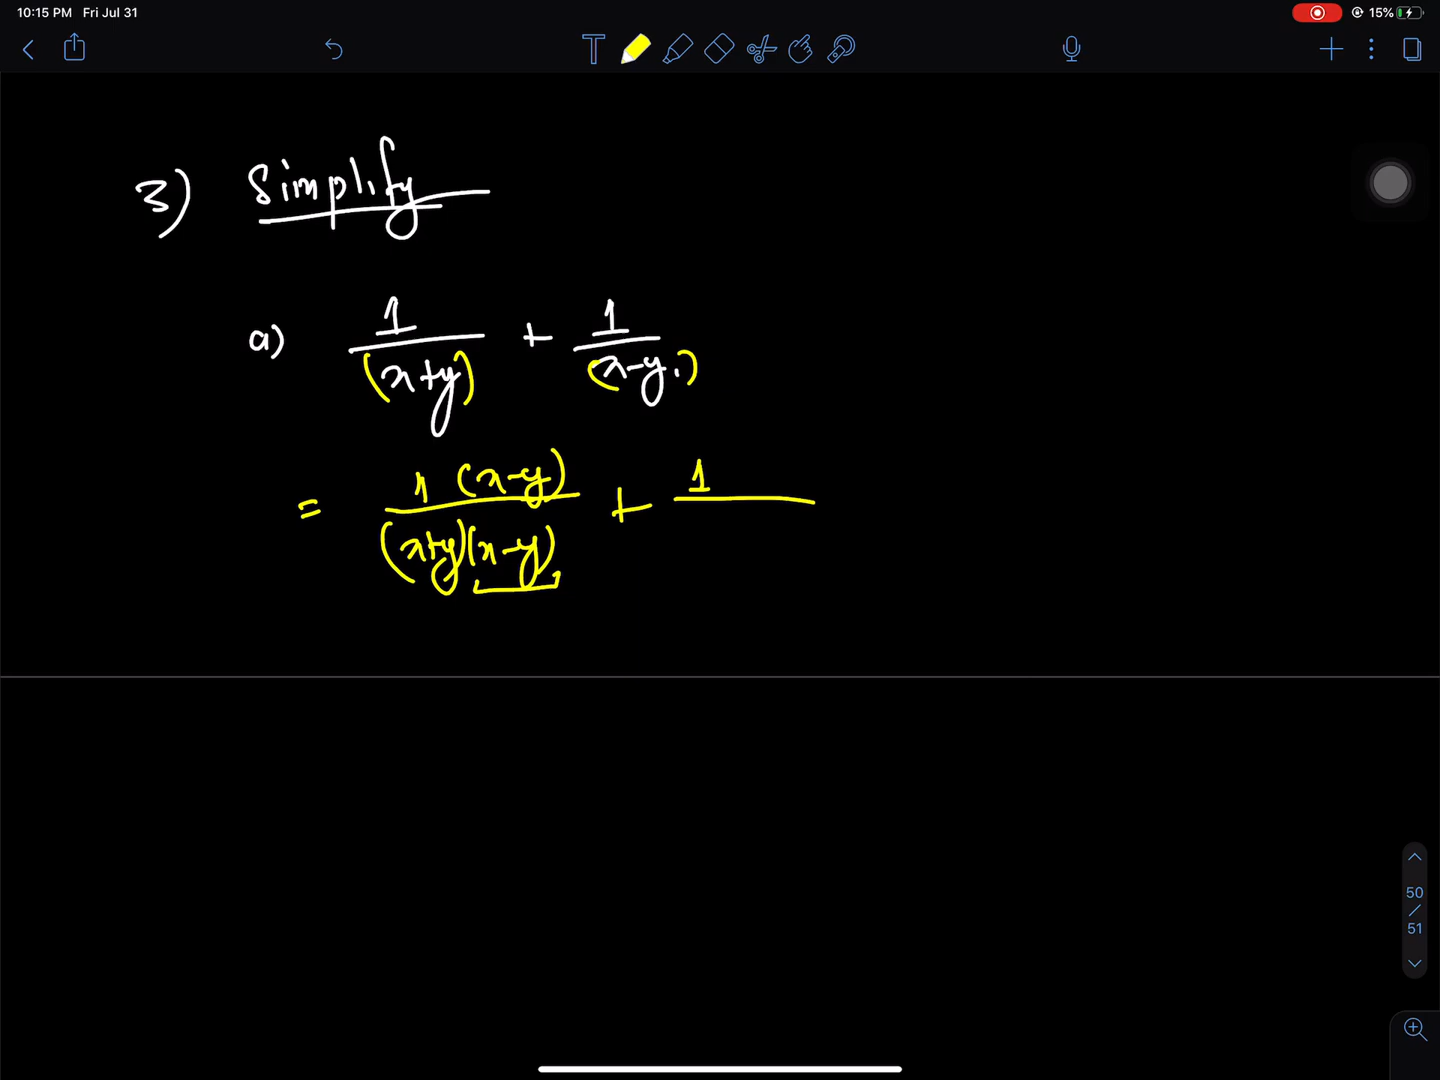 10:15 PM Fri Jul 31
15%
T
3) Simplify
a) 1/(x+y) + 1/(x-y)
= 1 (x-y)/(x+y)(x-y) + 1/
50
/
51